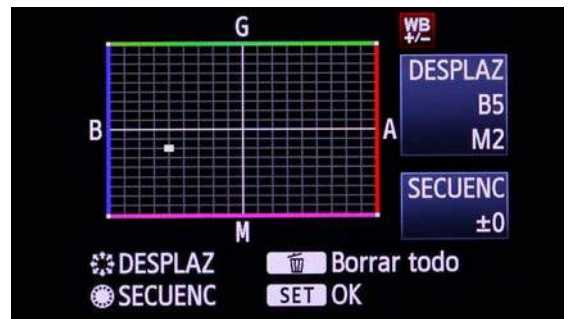 G
WB
+/-
DESPLAZ
B5
M2
B
A
SECUENC
±0
M
DESPLAZ
Borrar todo
SECUENC
SET OK